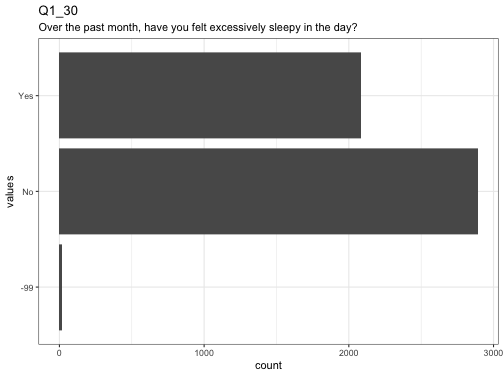 Q1_30
Over the past month, have you felt excessively sleepy in the day?
values
Yes
No
-99
0 1000 2000 3000
count